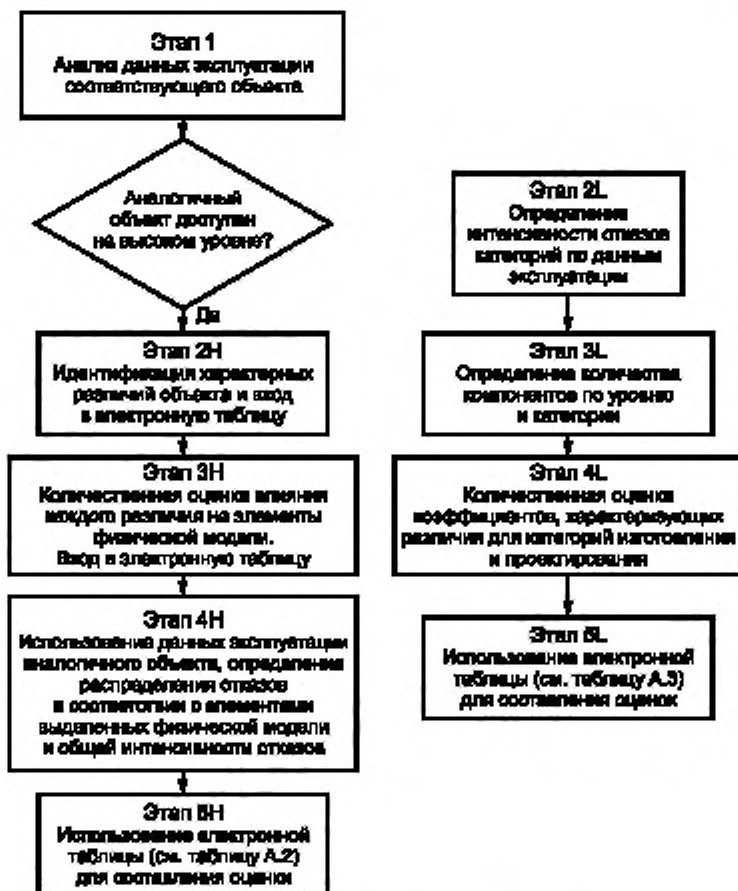 Этап 1
Анализ данных эксплуатации
соответствующего объекта
Аналогичный
объект доступен
на высоком уровне?
Да
Этап 2H
Идентификация характерных
различий объекта и ввод
в электронную таблицу
Этап 3H
Количественная оценка влияния
каждого различия на элементы
физической модели.
Ввод в электронную таблицу
Этап 4H
Использование данных эксплуатации
аналогичного объекта, определения
распределения отказов
в соответствии с элементами
выделенных физической модели
и общей интенсивности отказов
Этап 5H
Использование электронной
таблицы (см. таблицу А.2)
для составления оценки
Этап 2L
Определения
интенсивности отказов
категорий по данным
эксплуатации
Этап 3L
Определение количества
компонентов по уровню
и категории
Этап 4L
Количественная оценка
коэффициентов, характеризующих
различия для категорий изготовления
и проектирования
Этап 5L
Использование электронной
таблицы (см. таблицу А.3)
для составления оценок